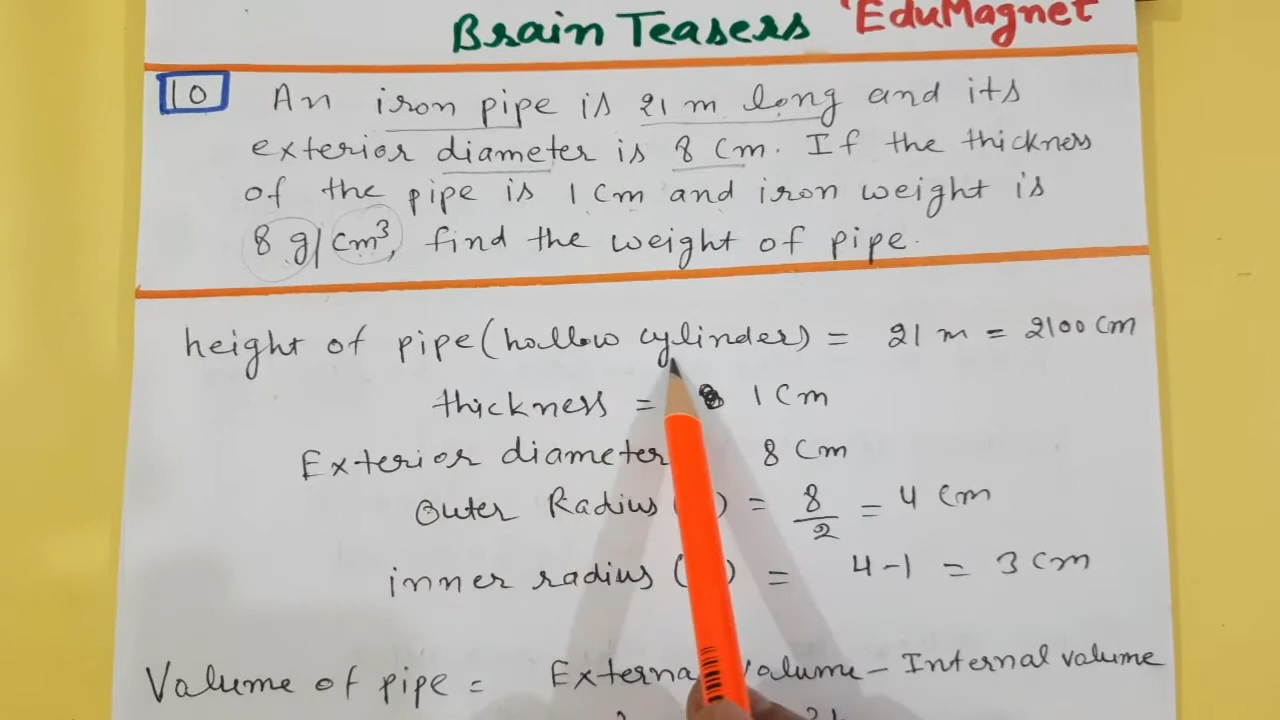 Brain Teasers 'EduMagnet
10 An iron pipe is 21 m long and its
exterior diameter is 8 cm. If the thickness
of the pipe is 1 cm and iron weight is
8 g/cm³, find the weight of pipe.
height of pipe (hollow cylinder) = 21 m = 2100 cm
thickness = 1 cm
Exterior diameter 8 cm
Outer Radius ( ) = 8/2 = 4 cm
inner radius ( ) = 4-1 = 3 cm
Volume of pipe = External volume - Internal volume